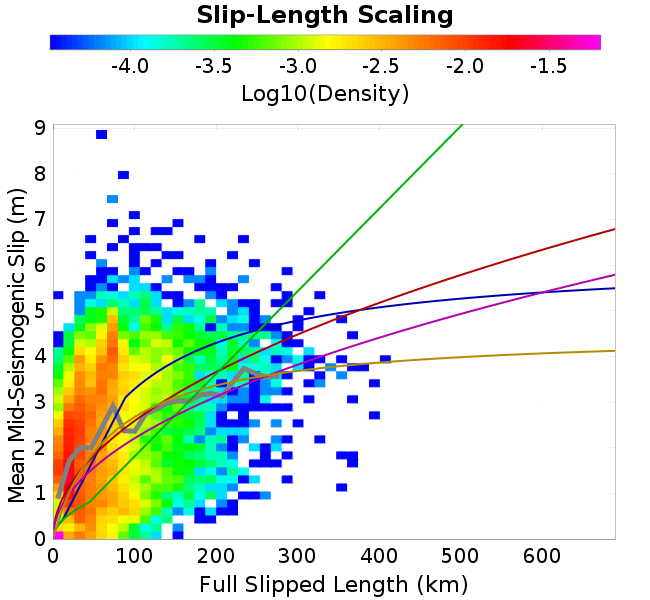 Slip-Length Scaling
-4.0 -3.5 -3.0 -2.5 -2.0 -1.5
Log10(Density)
9
8
7
6
5
4
3
2
1
0
Mean Mid-Seismogenic Slip (m)
0 100 200 300 400 500 600
Full Slipped Length (km)